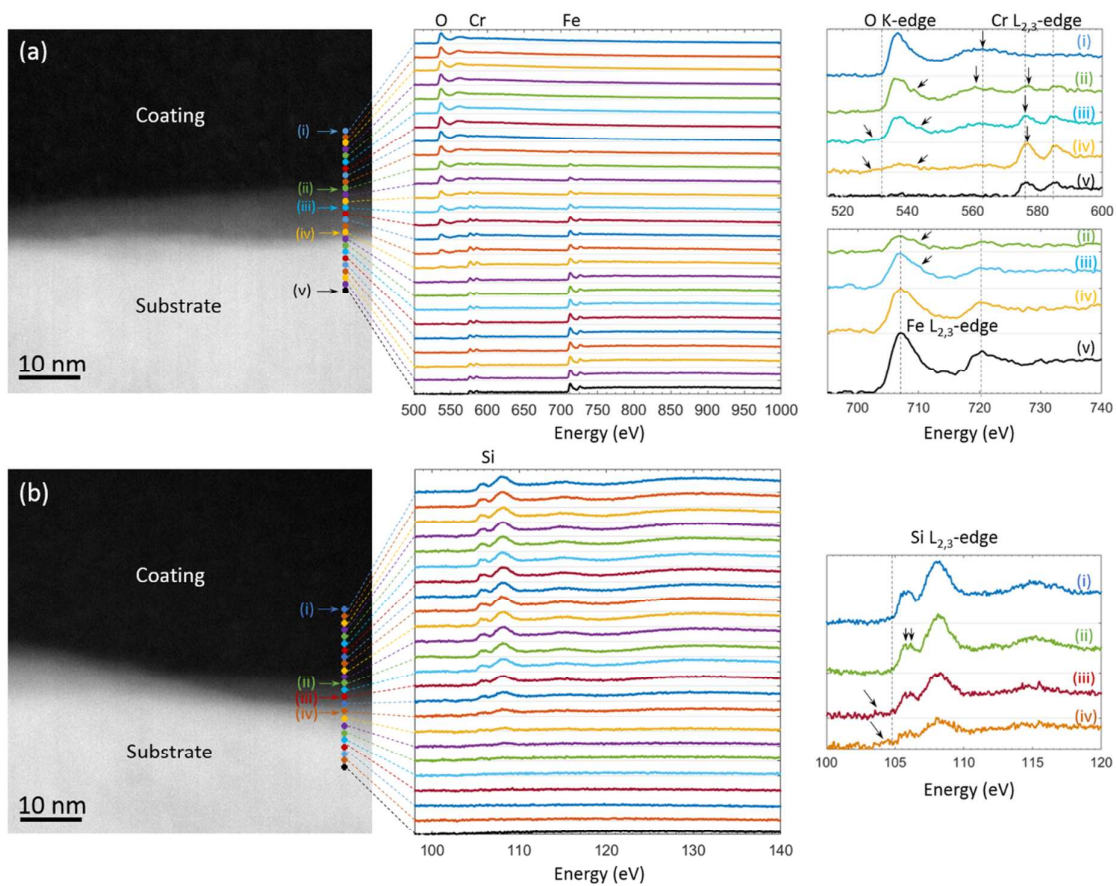 (a)
Coating
(i)
(ii)
(iii)
(iv)
(v)
Substrate
10 nm
O Cr Fe
500 550 600 650 700 750 800 850 900 950 1000
Energy (eV)
O K-edge Cr L2,3-edge
(i)
(ii)
(iii)
(iv)
(v)
520 540 560 580 600
(ii)
(iii)
(iv)
Fe L2,3-edge
(v)
700 710 720 730 740
Energy (eV)
(b)
Coating
(i)
(ii)
(iii)
(iv)
Substrate
10 nm
Si
100 110 120 130 140
Energy (eV)
Si L2,3-edge
(i)
(ii)
(iii)
(iv)
100 105 110 115 120
Energy (eV)